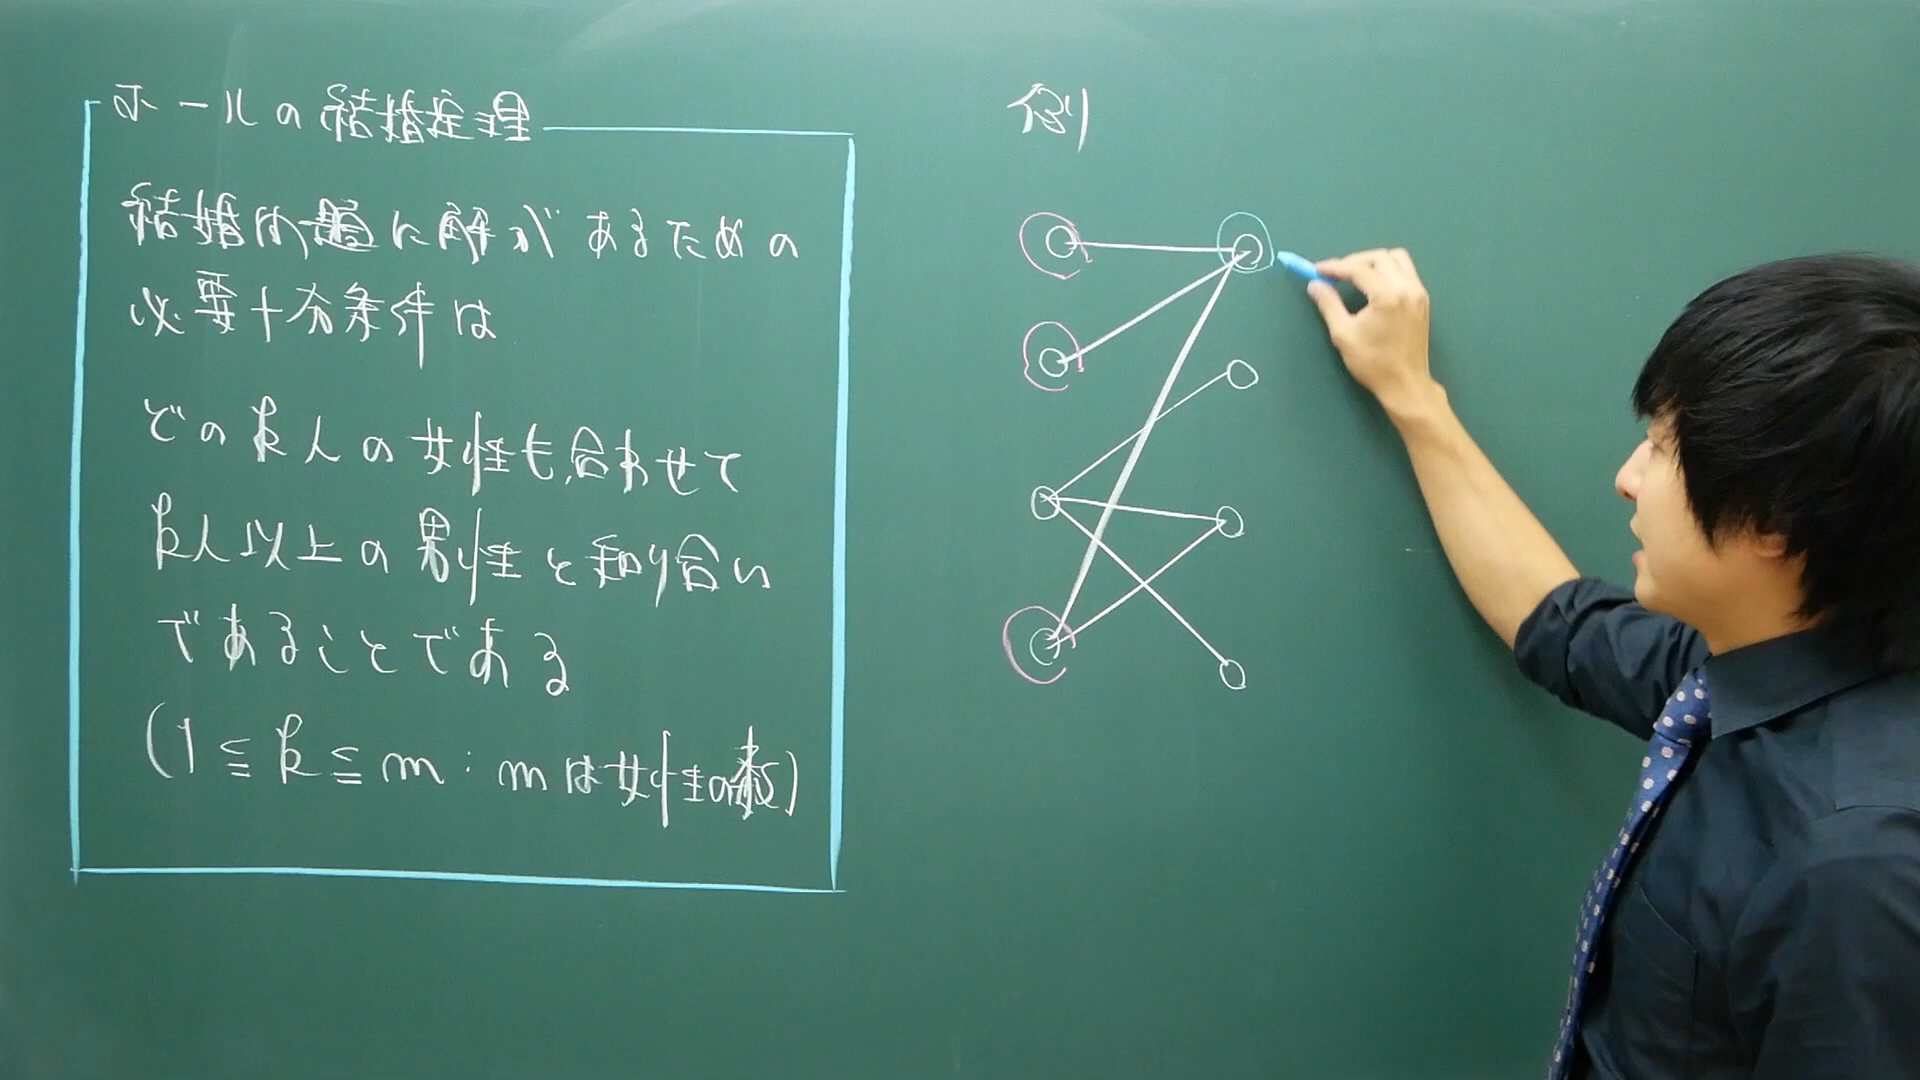 ホールの結婚定理
結婚問題に解があるための
必要十分条件は
どのk人の女性も,合わせて
k人以上の男性と知り合い
であることである
(1≦k≦m:mは女性の数)
例